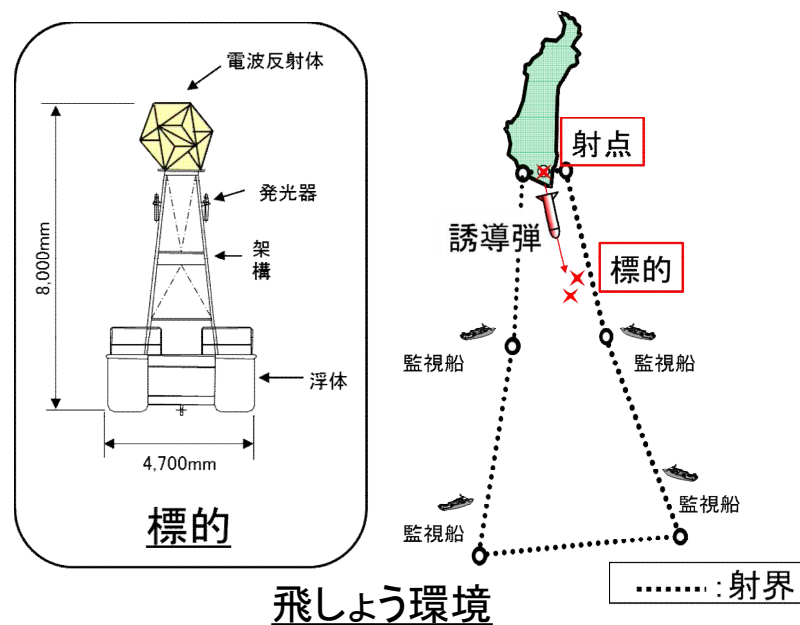 電波反射体
発光器
架
構
8,000mm
浮体
4,700mm
標的
射点
誘導弾
標的
監視船
監視船
監視船
監視船
飛しょう環境
:射界